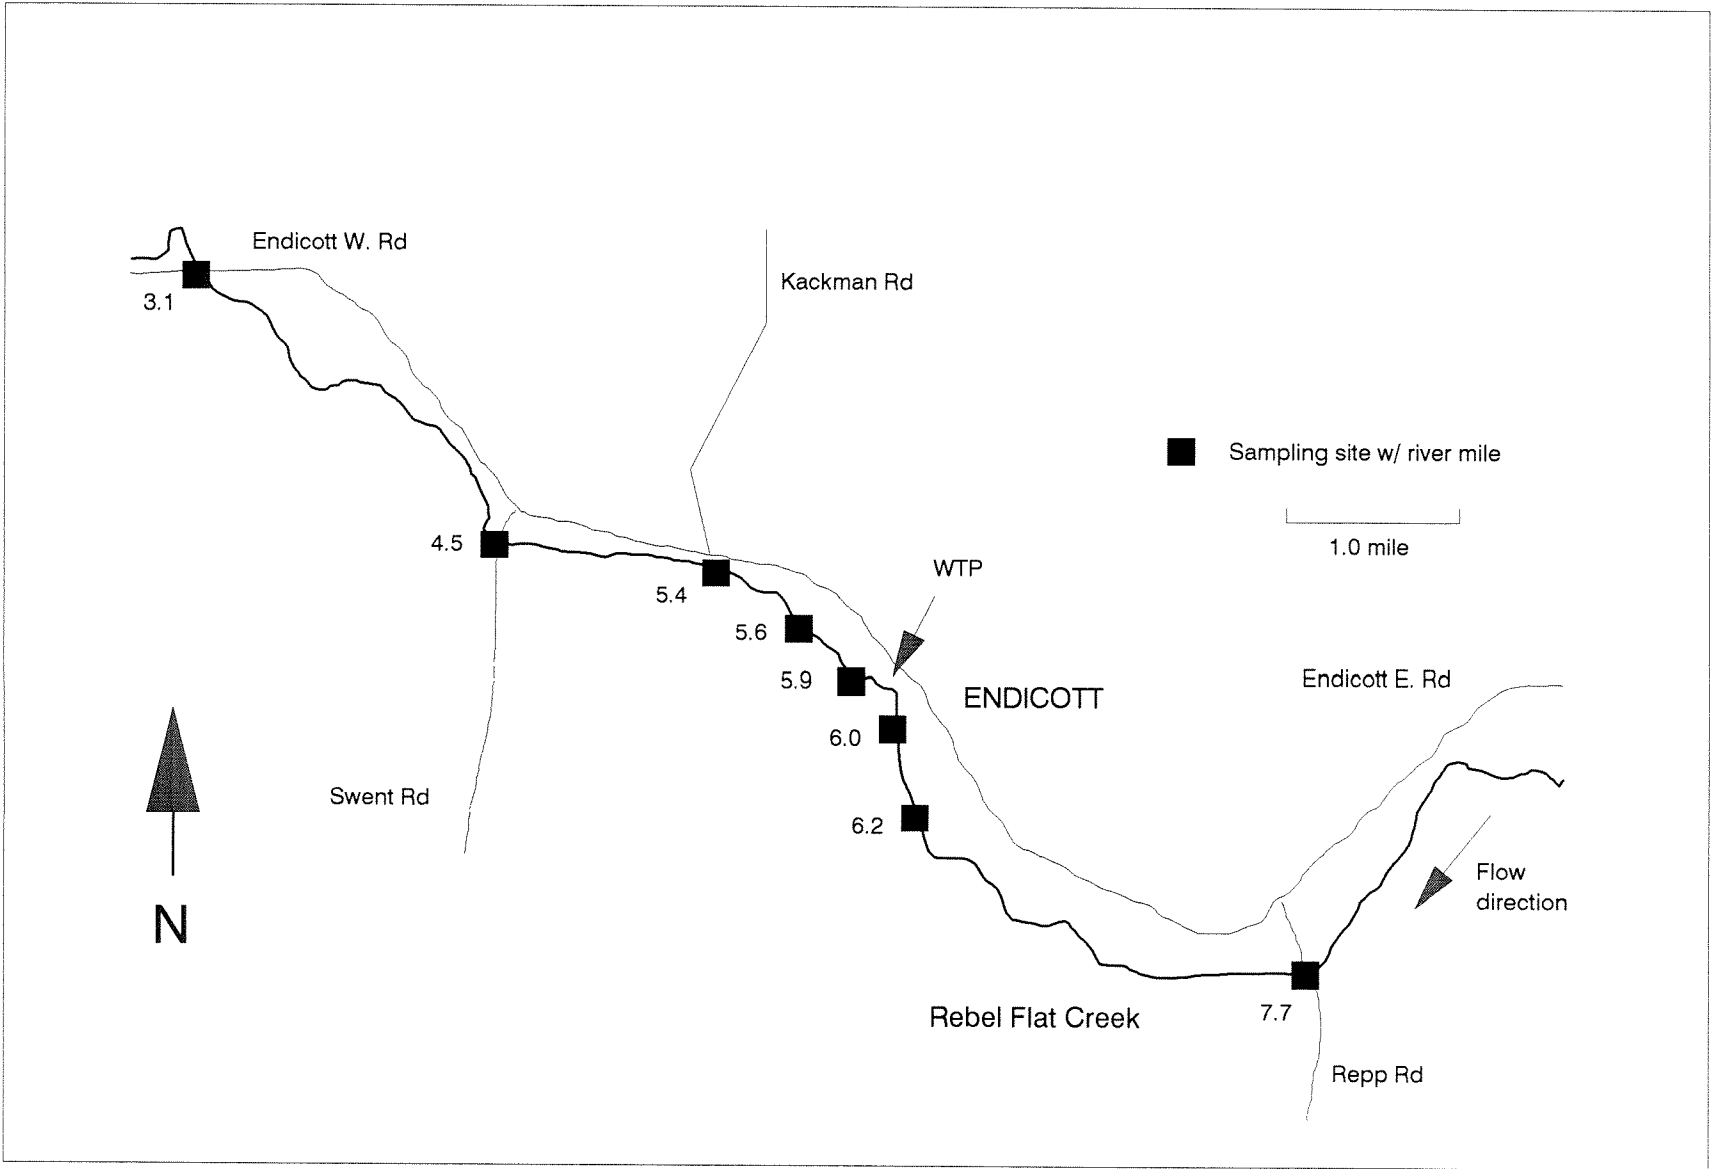 Endicott W. Rd
3.1
Kackman Rd
Sampling site w/ river mile
1.0 mile
4.5
WTP
5.4
5.6
5.9
ENDICOTT
Endicott E. Rd
6.0
Swent Rd
6.2
Flow
direction
N
Rebel Flat Creek
7.7
Repp Rd